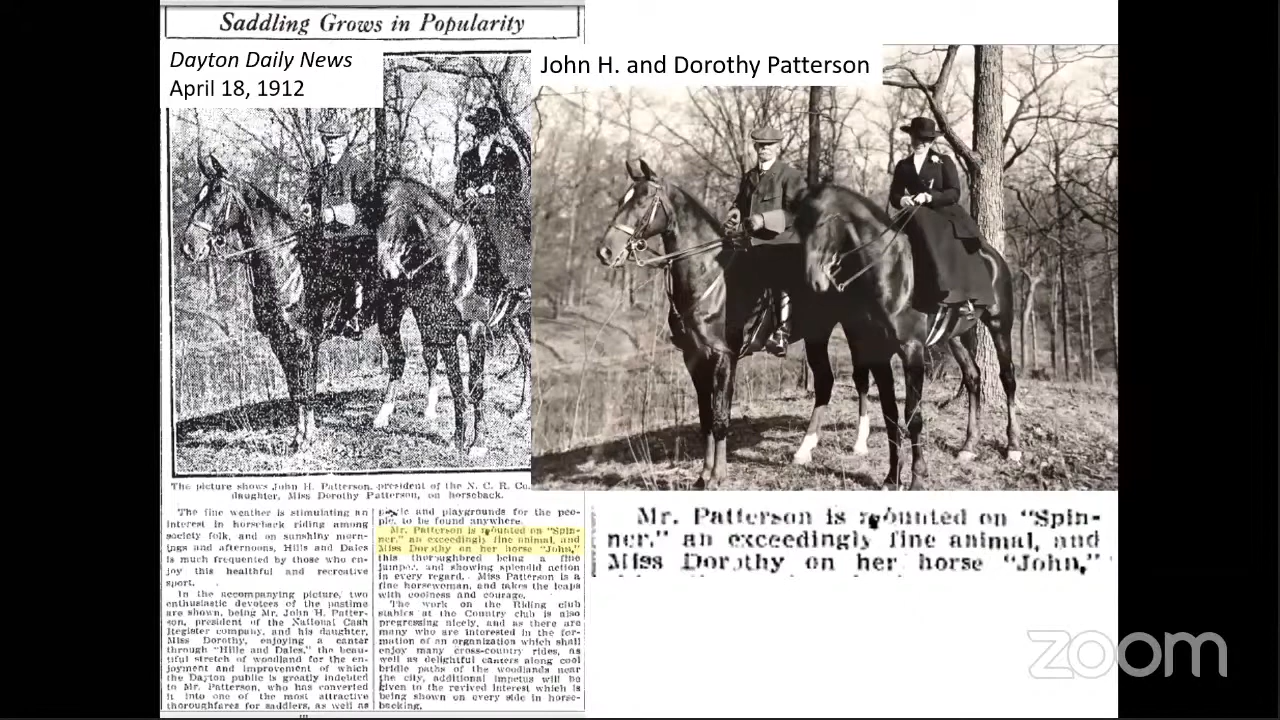 Saddling Grows in Popularity
Dayton Daily News
April 18, 1912
John H. and Dorothy Patterson
The picture shows John H. Patterson, president of the N. C. R. Co.
daughter, Miss Dorothy Patterson, on horseback.
The fine weather is stimulating an
interest in horseback riding among
society folk, and on sunshiny morn-
ings and afternoons, Hills and Dales
is much frequented by those who en-
joy this healthful and recreative
sport.
In the accompanying picture, two
enthusiastic devotees of the pastime
are shown, being Mr. John H. Patter-
son, president of the National Cash
Register company, and his daughter,
Miss Dorothy, enjoying a canter
through "Hills and Dales," the beau-
tiful stretch of woodland for the en-
joyment and improvement of which
the Dayton public is greatly indebted
to Mr. Patterson, who has converted
it into one of the most attractive
thoroughfares for saddlers, as well as
and playgrounds for the peo-
ple, to be found anywhere.
Mr. Patterson is mounted on "Spin-
ner," an exceedingly fine animal, and
Miss Dorothy on her horse "John,"
this thoroughbred being a fine
jumper, and showing splendid action
in every regard. Miss Patterson is a
fine horsewoman, and takes the leaps
with coolness and courage.
The work on the Riding club
stables at the Country club is also
progressing nicely, and as there are
many who are interested in the for-
mation of an organization which shall
enjoy many cross-country rides, as
well as delightful canters along cool
bridle paths of the woodlands near
the city, additional impetus will be
given to the revived interest which is
being shown on every side in horse-
backing.
Mr. Patterson is mounted on "Spin-
ner," an exceedingly fine animal, and
Miss Dorothy on her horse "John,"
zoom